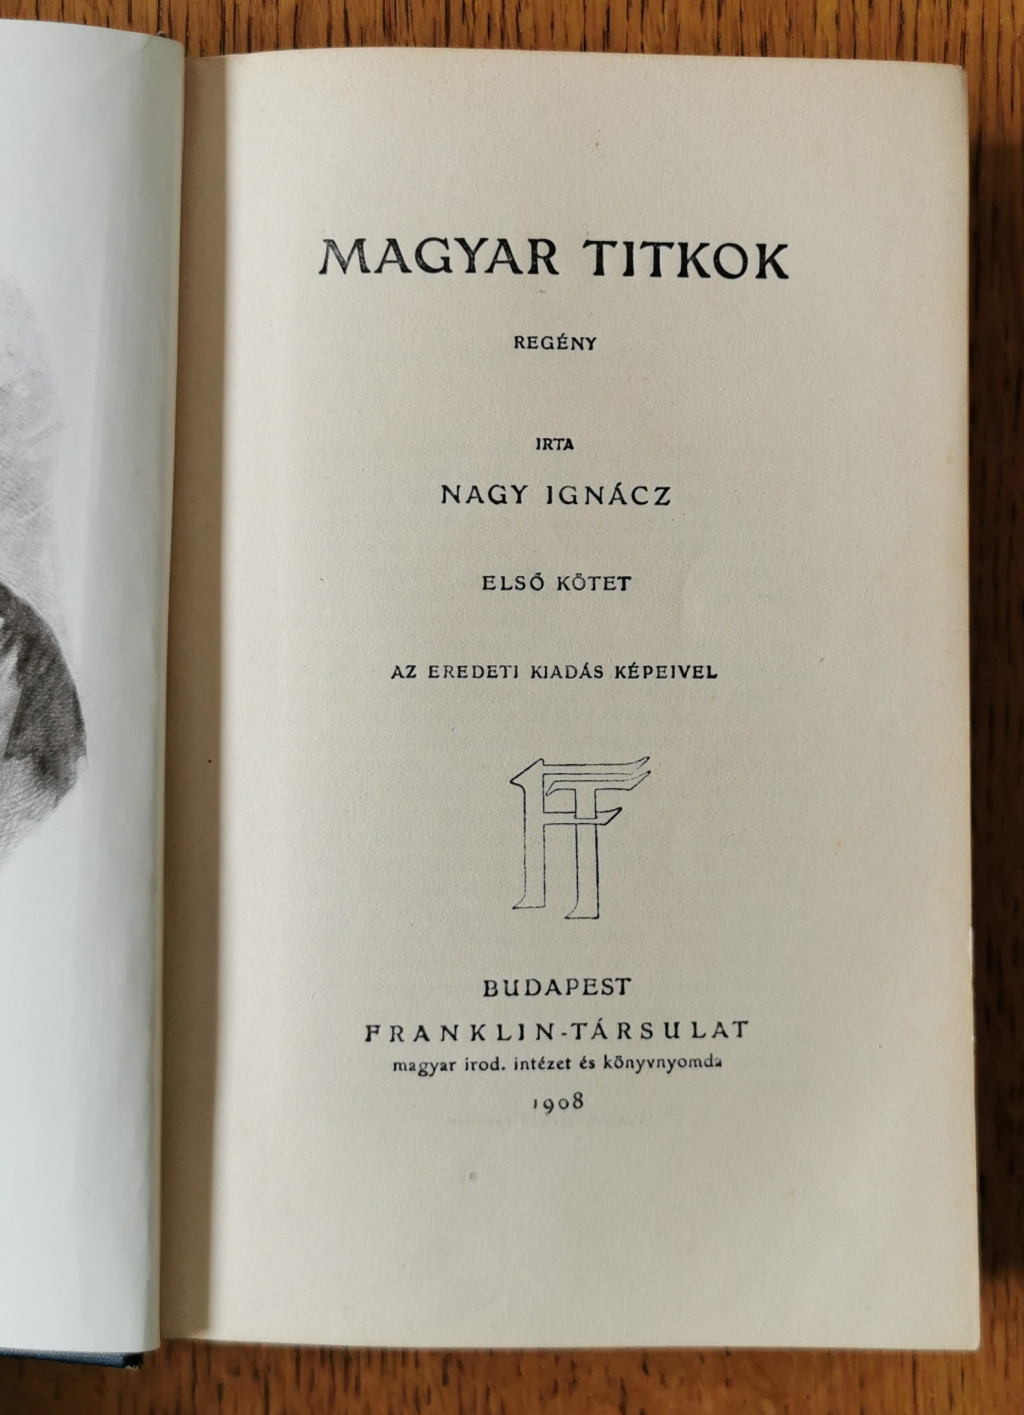 MAGYAR TITKOK
REGÉNY
IRTA
NAGY IGNÁCZ
ELSŐ KÖTET
AZ EREDETI KIADÁS KÉPEIVEL
FT
BUDAPEST
FRANKLIN-TÁRSULAT
magyar irod. intézet és könyvnyomda
1908